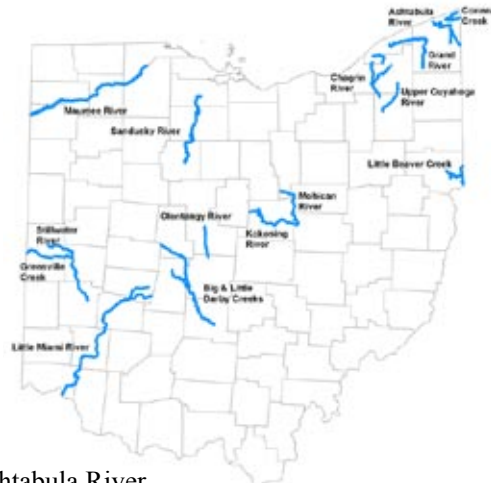 Ashtabula
River
Conneaut
Creek
Grand
River
Chagrin
River
Upper Cuyahoga
River
Maumee River
Sandusky River
Little Beaver Creek
Mohican
River
Olentangy River
Kokosing
River
Stillwater
River
Greenville
Creek
Big & Little
Darby Creeks
Little Miami River
htabula River